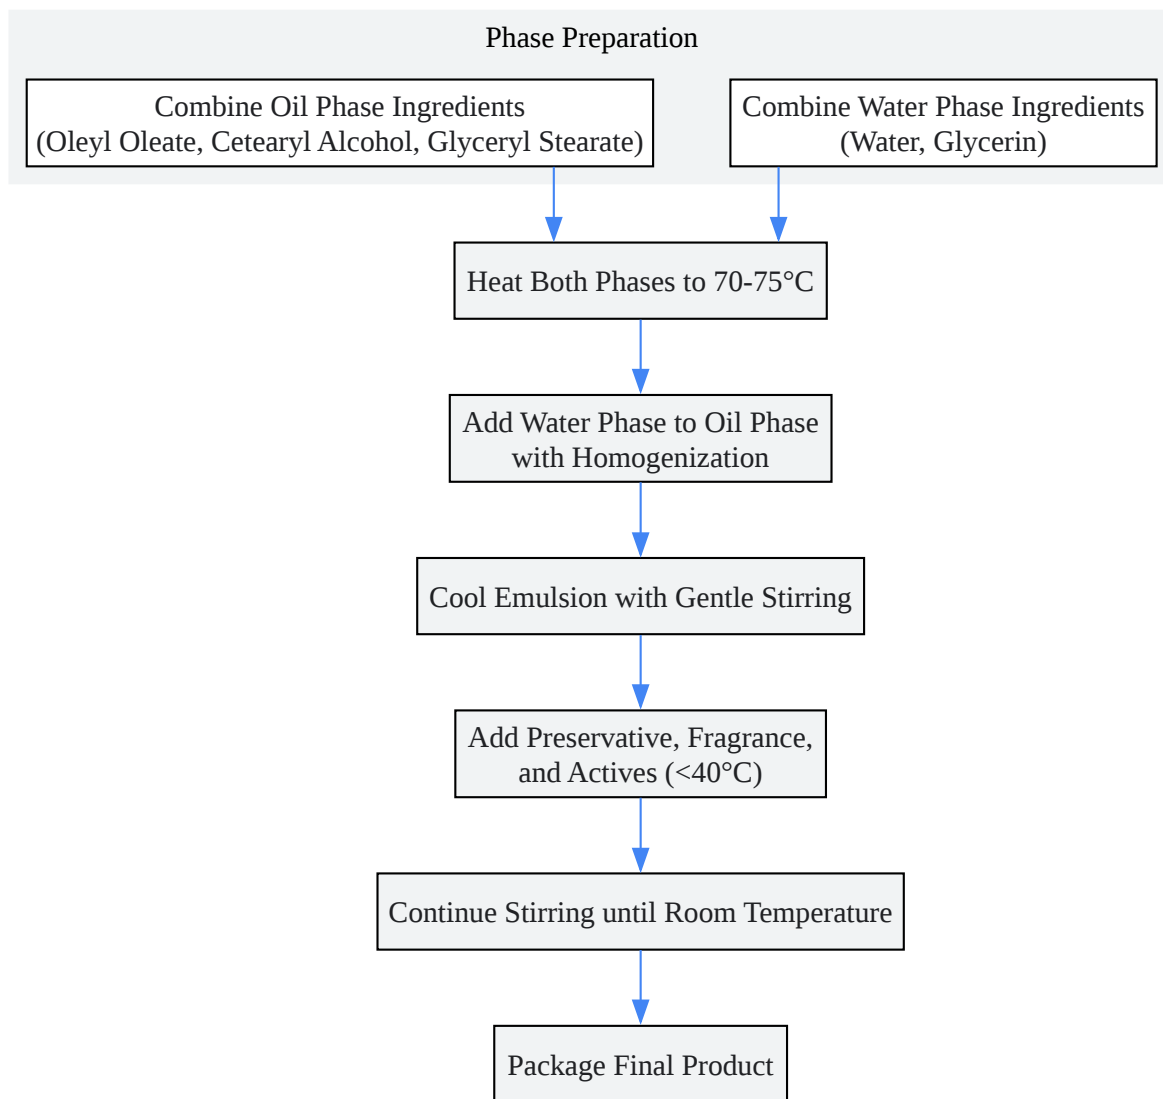 Phase Preparation
Combine Oil Phase Ingredients
(Oleyl Oleate, Cetearyl Alcohol, Glyceryl Stearate)
Combine Water Phase Ingredients
(Water, Glycerin)
Heat Both Phases to 70-75°C
Add Water Phase to Oil Phase
with Homogenization
Cool Emulsion with Gentle Stirring
Add Preservative, Fragrance,
and Actives (<40°C)
Continue Stirring until Room Temperature
Package Final Product